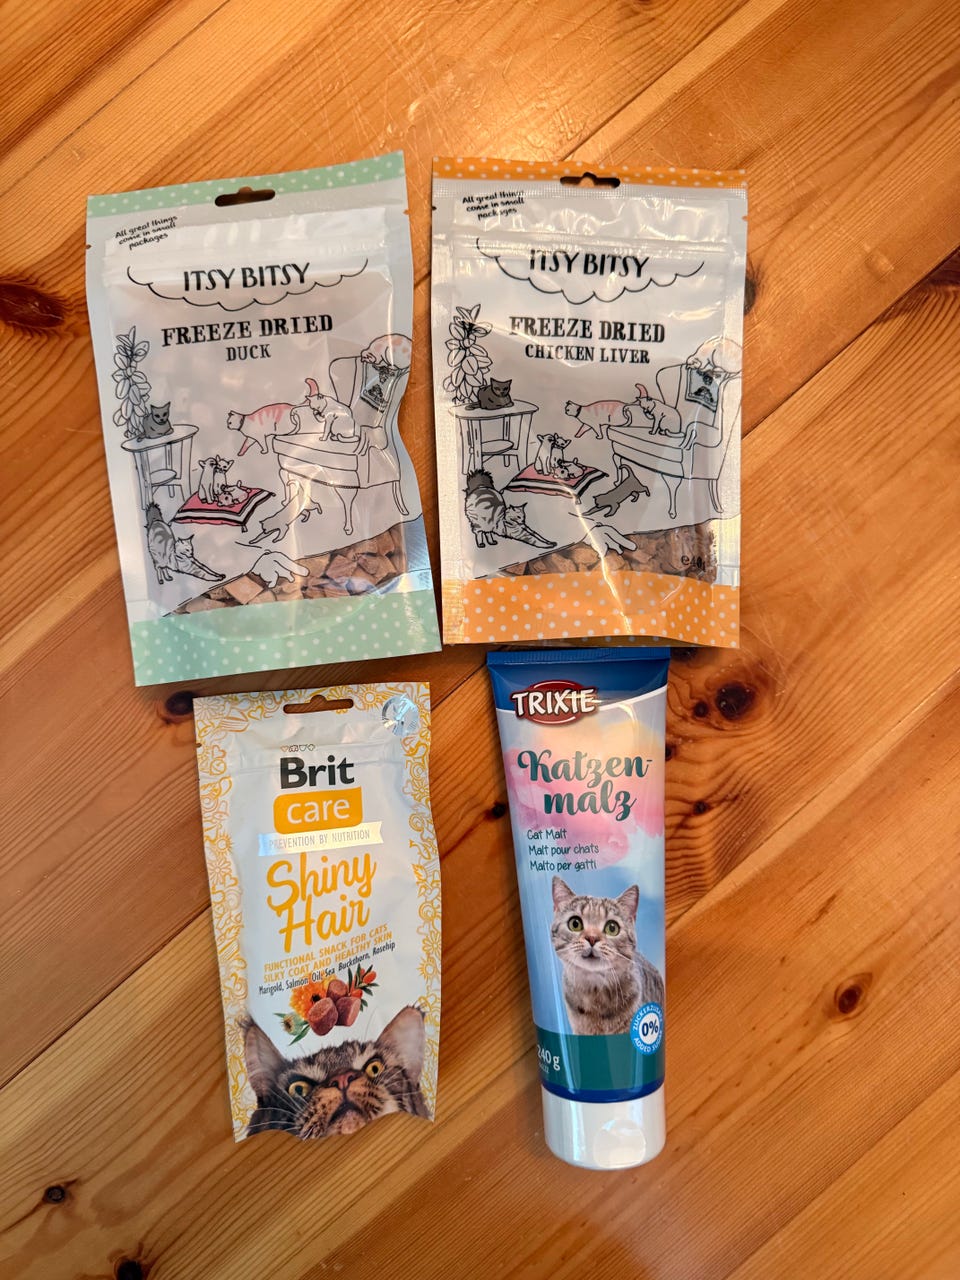 All great things
come in small
packages
ITSY BITSY
FREEZE DRIED
DUCK
All great things
come in small
packages
ITSY BITSY
FREEZE DRIED
CHICKEN LIVER
Brit
care
PREVENTION BY NUTRITION
Shiny
Hair
FUNCTIONAL SNACK FOR CATS
SILKY COAT AND HEALTHY SKIN
Marigold, Salmon Oil, Sea Buckthorn, Rosehip
TRIXIE
Katzen-
malz
Cat Malt
Malt pour chats
Malto per gatti
0%
240 g